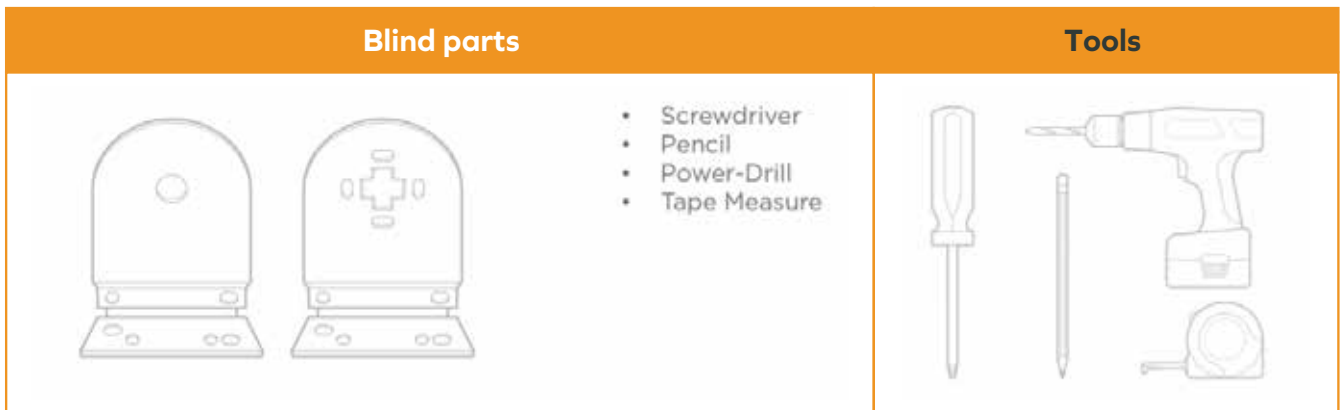 Blind parts
Tools
• Screwdriver
• Pencil
• Power-Drill
• Tape Measure